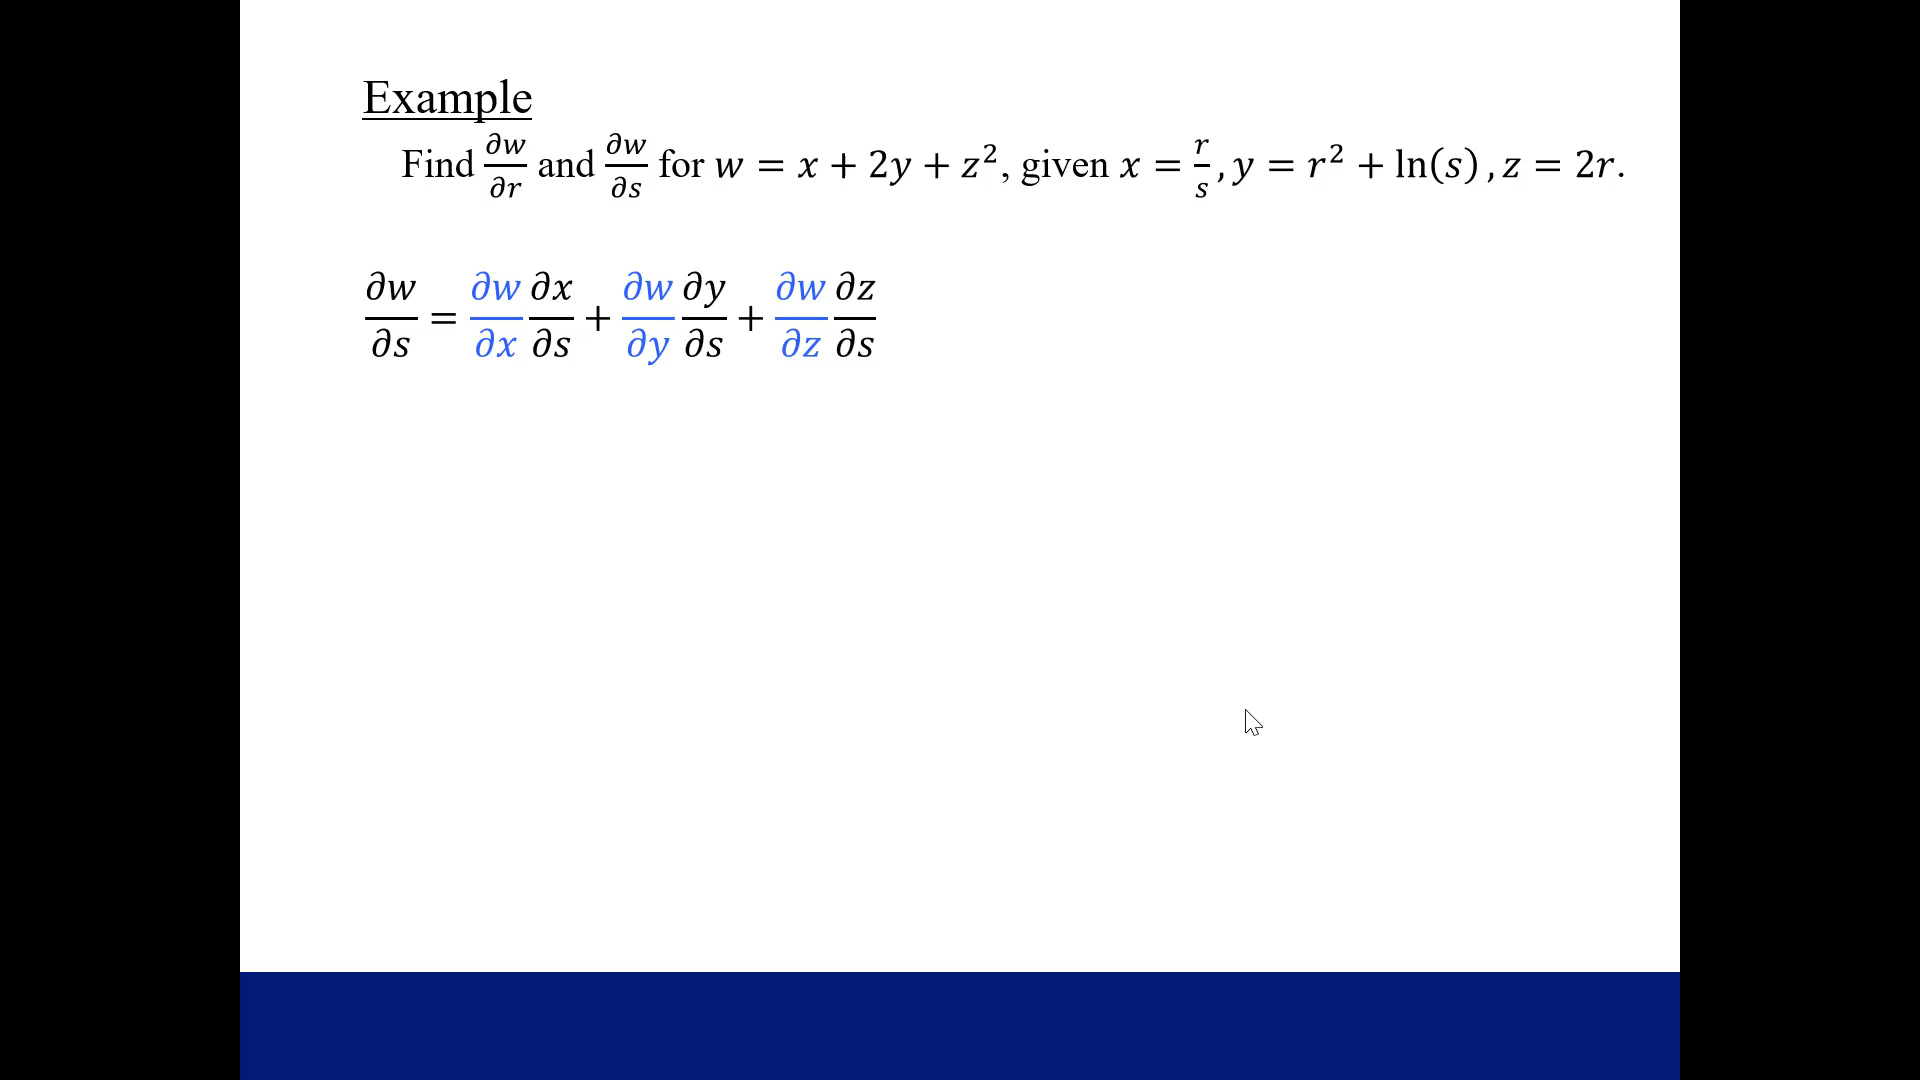 Example
Find ∂w/∂r and ∂w/∂s for w = x + 2y + z², given x = r/s, y = r² + ln(s), z = 2r.
∂w/∂s = ∂w/∂x ∂x/∂s + ∂w/∂y ∂y/∂s + ∂w/∂z ∂z/∂s